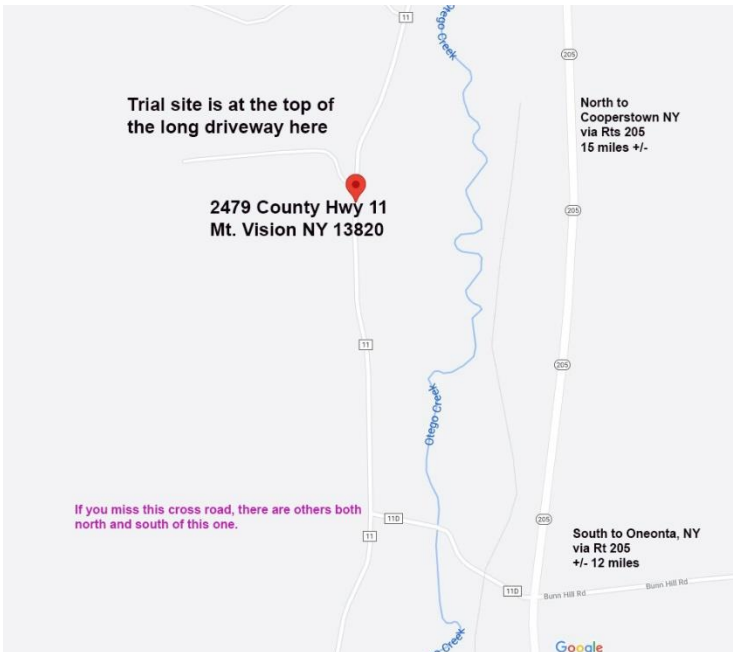 11
Otego Creek
205
Trial site is at the top of
the long driveway here
North to
Cooperstown NY
via Rts 205
15 miles +/-
2479 County Hwy 11
Mt. Vision NY 13820
205
11
205
Otego Creek
If you miss this cross road, there are others both
north and south of this one.
11D
205
11
South to Oneonta, NY
via Rt 205
+/- 12 miles
11D
Bunn Hill Rd
Bunn Hill Rd
Otego Creek
Google